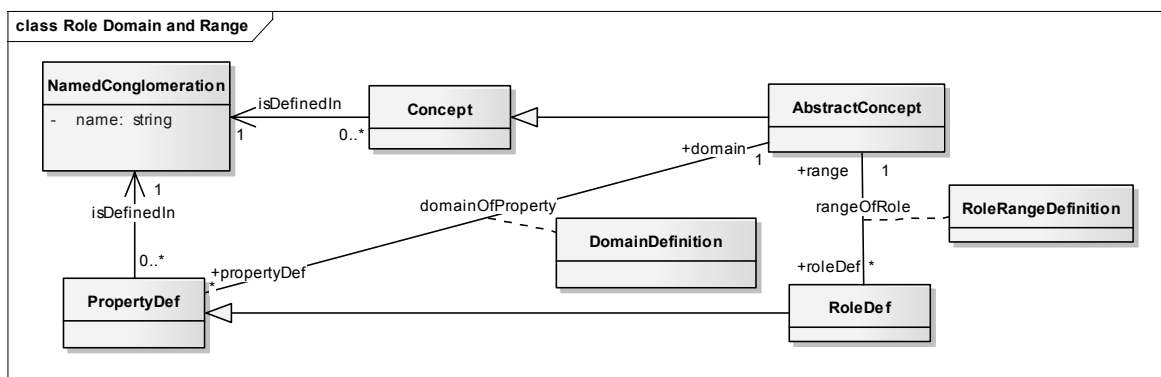 class Role Domain and Range
NamedConglomeration
- name: string
isDefinedIn
1
0..*
Concept
AbstractConcept
+domain
1
+range
1
rangeOfRole
RoleRangeDefinition
1
isDefinedIn
0..*
domainOfProperty
DomainDefinition
+propertyDef
*
+roleDef *
PropertyDef
RoleDef